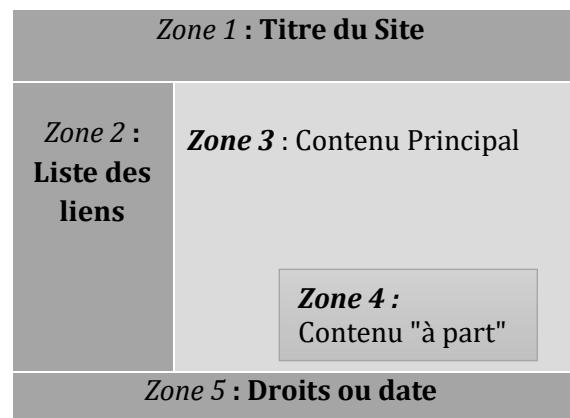 Zone 1 : Titre du Site
Zone 2 :
Liste des
liens
Zone 3 : Contenu Principal
Zone 4 :
Contenu "à part"
Zone 5 : Droits ou date